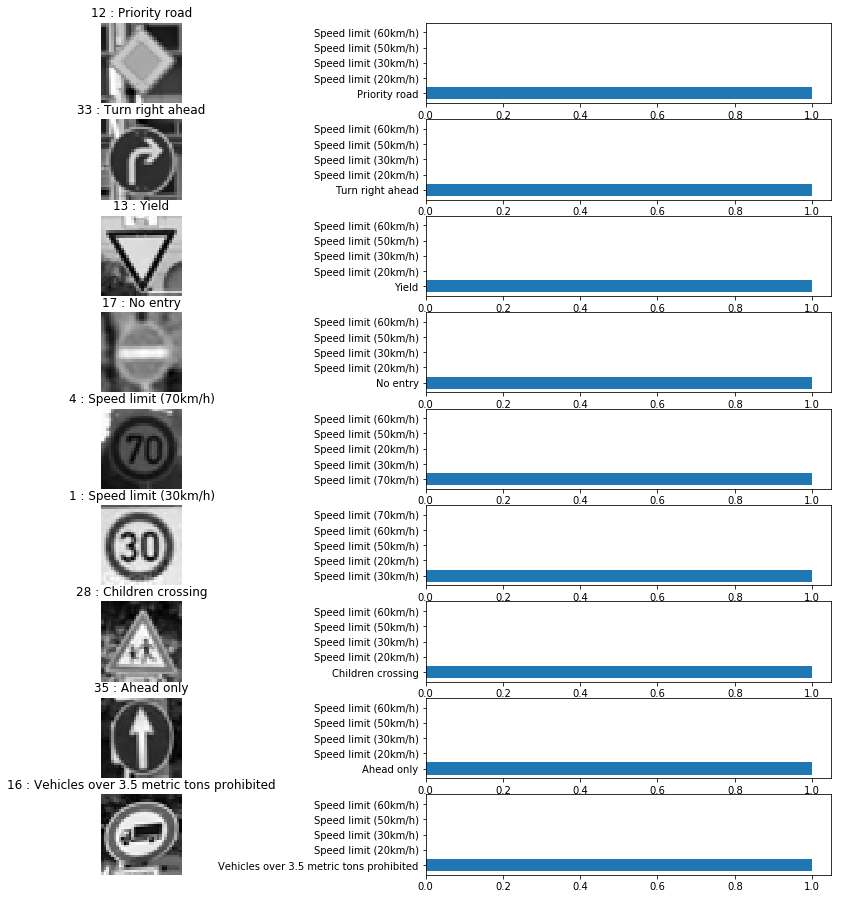 12 : Priority road
Speed limit (60km/h)
Speed limit (50km/h)
Speed limit (30km/h)
Speed limit (20km/h)
Priority road
0.0 0.2 0.4 0.6 0.8 1.0
33 : Turn right ahead
Speed limit (60km/h)
Speed limit (50km/h)
Speed limit (30km/h)
Speed limit (20km/h)
Turn right ahead
0.0 0.2 0.4 0.6 0.8 1.0
13 : Yield
Speed limit (60km/h)
Speed limit (50km/h)
Speed limit (30km/h)
Speed limit (20km/h)
Yield
0.0 0.2 0.4 0.6 0.8 1.0
17 : No entry
Speed limit (60km/h)
Speed limit (50km/h)
Speed limit (30km/h)
Speed limit (20km/h)
No entry
0.0 0.2 0.4 0.6 0.8 1.0
4 : Speed limit (70km/h)
70
Speed limit (60km/h)
Speed limit (50km/h)
Speed limit (20km/h)
Speed limit (30km/h)
Speed limit (70km/h)
0.0 0.2 0.4 0.6 0.8 1.0
1 : Speed limit (30km/h)
30
Speed limit (70km/h)
Speed limit (60km/h)
Speed limit (50km/h)
Speed limit (20km/h)
Speed limit (30km/h)
0.0 0.2 0.4 0.6 0.8 1.0
28 : Children crossing
Speed limit (60km/h)
Speed limit (50km/h)
Speed limit (30km/h)
Speed limit (20km/h)
Children crossing
0.0 0.2 0.4 0.6 0.8 1.0
35 : Ahead only
Speed limit (60km/h)
Speed limit (50km/h)
Speed limit (30km/h)
Speed limit (20km/h)
Ahead only
0.0 0.2 0.4 0.6 0.8 1.0
16 : Vehicles over 3.5 metric tons prohibited
Speed limit (60km/h)
Speed limit (50km/h)
Speed limit (30km/h)
Speed limit (20km/h)
Vehicles over 3.5 metric tons prohibited
0.0 0.2 0.4 0.6 0.8 1.0